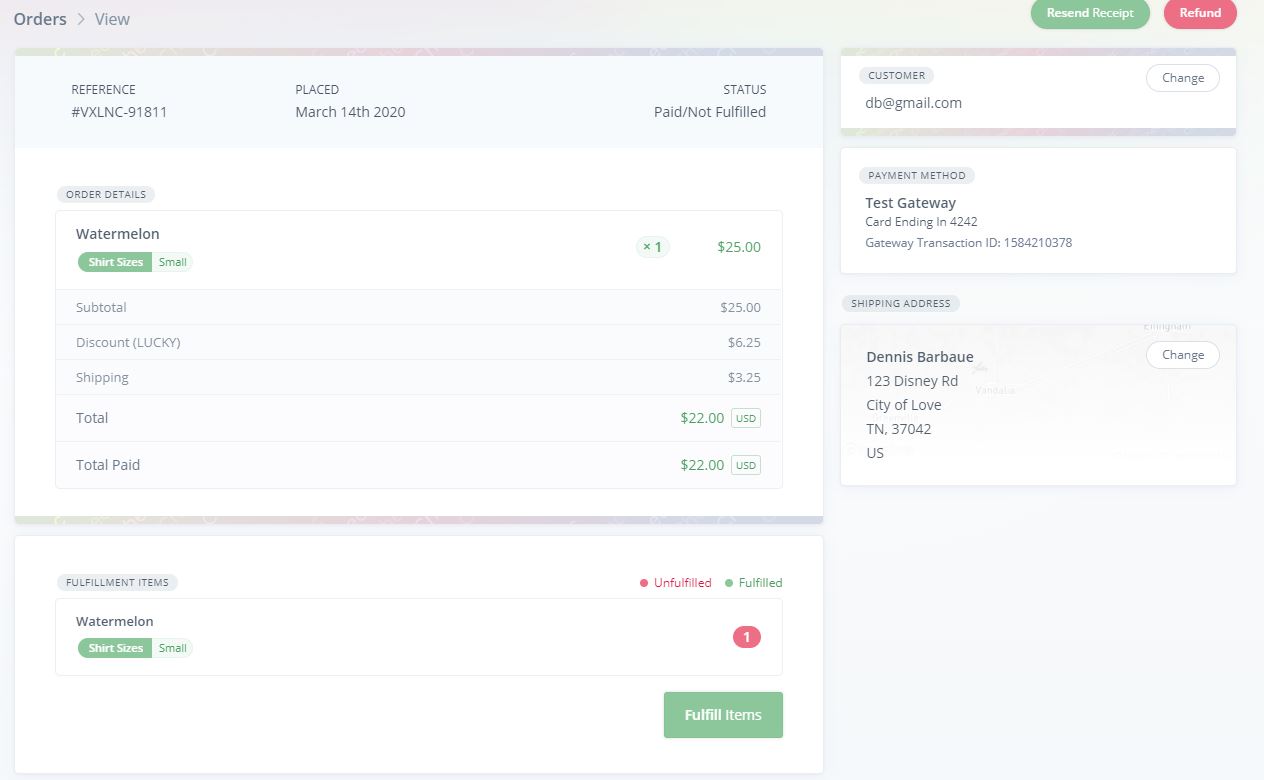 Orders > View
Resend Receipt
Refund
REFERENCE
#VXLNC-91811
PLACED
March 14th 2020
STATUS
Paid/Not Fulfilled
ORDER DETAILS
Watermelon
Shirt Sizes Small
× 1
$25.00
Subtotal $25.00
Discount (LUCKY) $6.25
Shipping $3.25
Total $22.00 USD
Total Paid $22.00 USD
FULFILLMENT ITEMS
Unfulfilled Fulfilled
Watermelon
Shirt Sizes Small
1
Fulfill Items
CUSTOMER
Change
db@gmail.com
PAYMENT METHOD
Test Gateway
Card Ending In 4242
Gateway Transaction ID: 1584210378
SHIPPING ADDRESS
Effingham
Change
Dennis Barbaue
123 Disney Rd
Vandalia
City of Love
TN, 37042
US